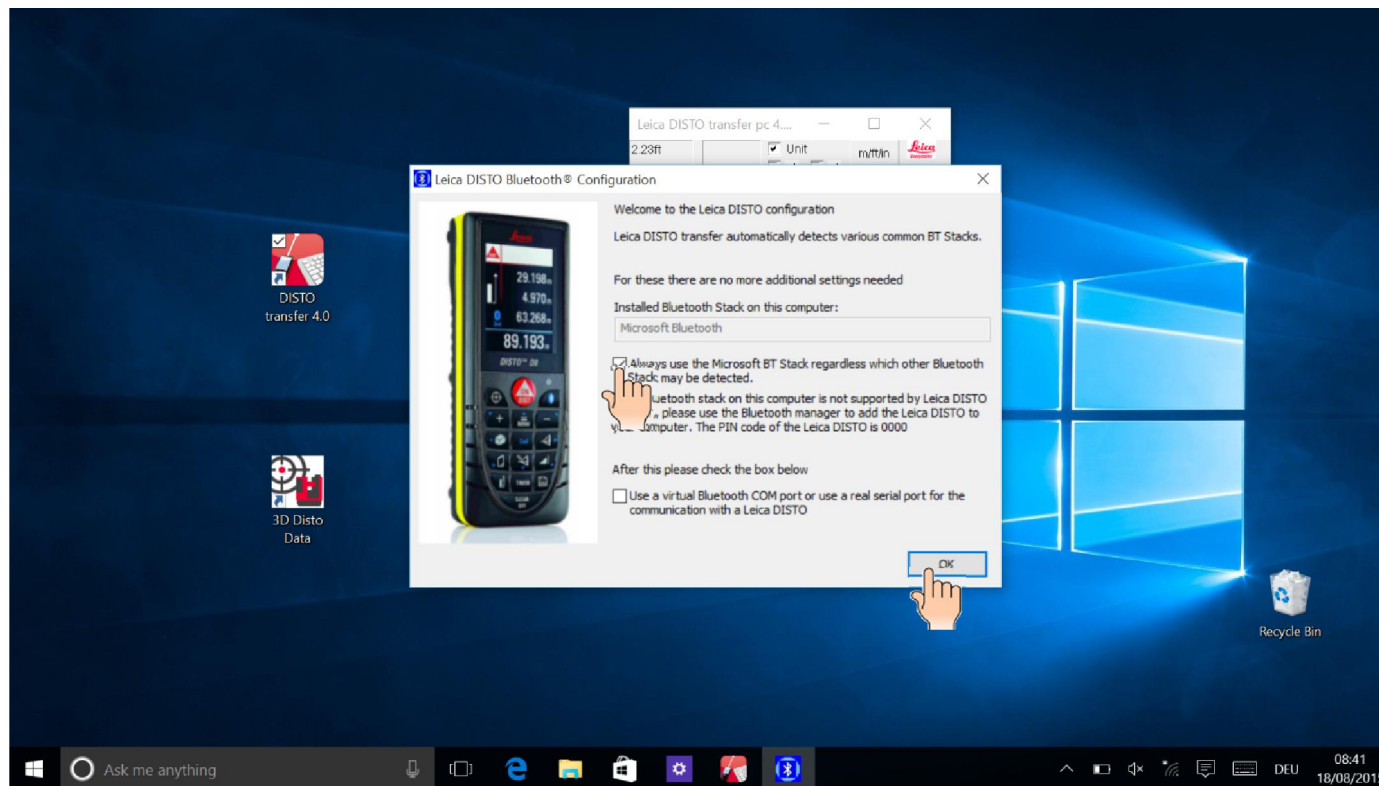 Leica DISTO transfer pc 4....
2.23ft
Unit
m/ft/in
Leica
Leica DISTO Bluetooth® Configuration
Welcome to the Leica DISTO configuration
Leica DISTO transfer automatically detects various common BT Stacks.
For these there are no more additional settings needed
Installed Bluetooth Stack on this computer:
Microsoft Bluetooth
Always use the Microsoft BT Stack regardless which other Bluetooth
Stack may be detected.
Bluetooth stack on this computer is not supported by Leica DISTO
please use the Bluetooth manager to add the Leica DISTO to
your computer. The PIN code of the Leica DISTO is 0000
After this please check the box below
Use a virtual Bluetooth COM port or use a real serial port for the
communication with a Leica DISTO
OK
Leica
29.198m
4.970m
63.268m
89.193m
DISTO
transfer 4.0
3D Disto
Data
Recycle Bin
Ask me anything
DEU
08:41
18/08/2015